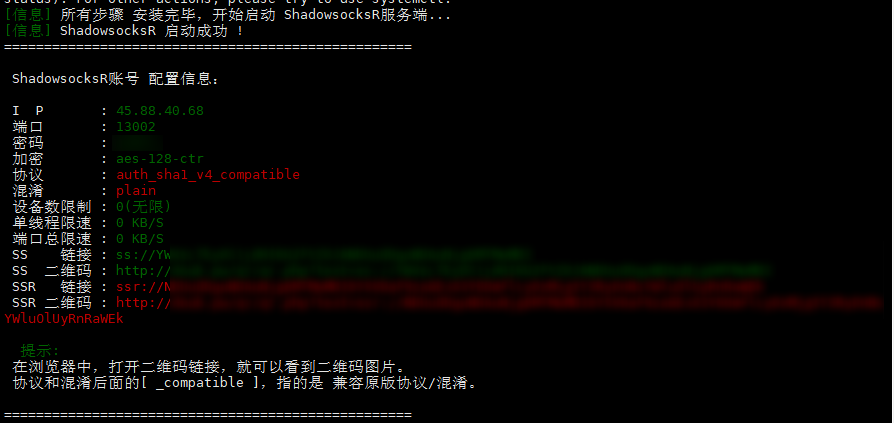 status). For other actions, please try to use systemctl.
[信息] 所有步骤 安装完毕，开始启动 ShadowsocksR服务端...
[信息] ShadowsocksR 启动成功 !
===================================================
ShadowsocksR账号 配置信息：
I P : 45.88.40.68
端口 : 13002
密码 :
加密 : aes-128-ctr
协议 : auth_sha1_v4_compatible
混淆 : plain
设备数限制 : 0(无限)
单线程限速 : 0 KB/S
端口总限速 : 0 KB/S
SS 链接 : ss://YW
SS 二维码 : http:/
SSR 链接 : ssr://
SSR 二维码 : http:/
YWluOlUyRnRaWEk
提示:
在浏览器中，打开二维码链接，就可以看到二维码图片。
协议和混淆后面的[ _compatible ]，指的是 兼容原版协议/混淆。
===================================================